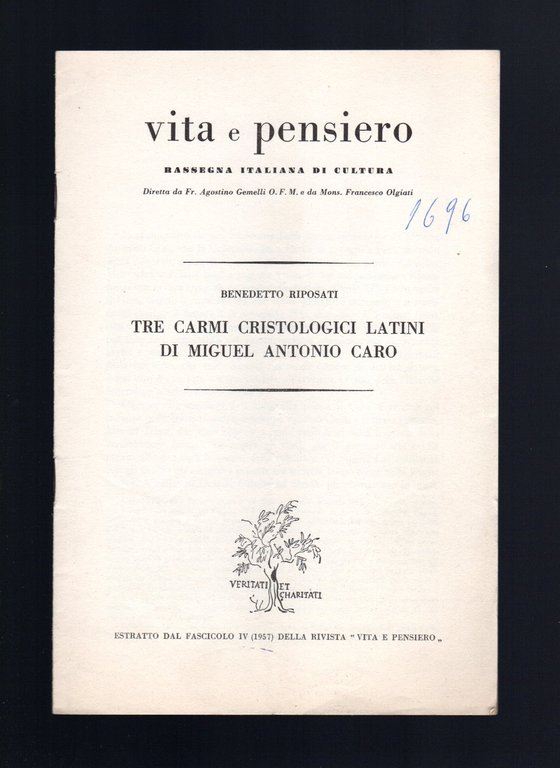 vita e pensiero
RASSEGNA ITALIANA DI CULTURA
Diretta da Fr. Agostino Gemelli O. F. M. e da Mons. Francesco Olgiati
1696
BENEDETTO RIPOSATI
TRE CARMI CRISTOLOGICI LATINI
DI MIGUEL ANTONIO CARO
VERITATI ET
CHARITATI
ESTRATTO DAL FASCICOLO IV (1957) DELLA RIVISTA " VITA E PENSIERO „